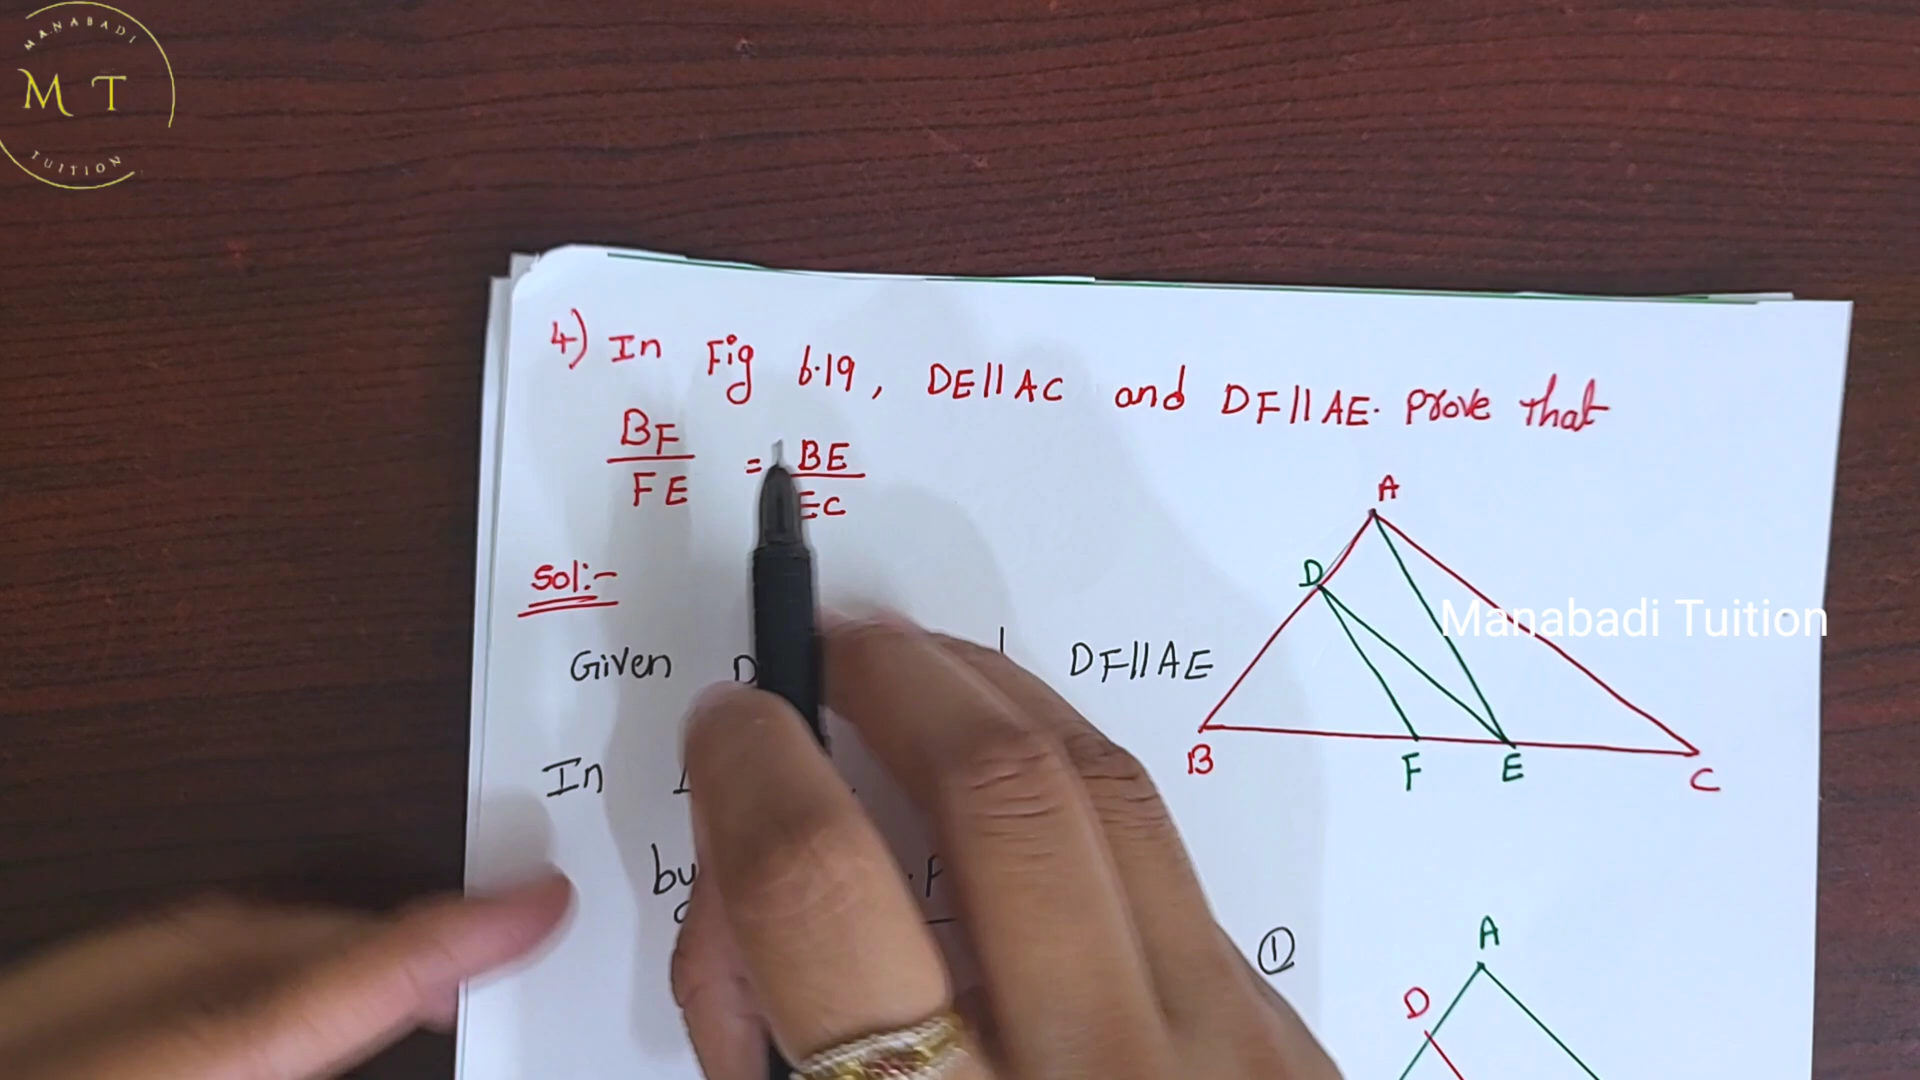 MANABADI
M T
TUITION
4) In Fig 6.19, DE||AC and DF||AE. prove that
BF = BE
FE EC
Sol:-
Given D DF||AE
In
by
A
D
Manabadi Tuition
B F E C
①
A
D